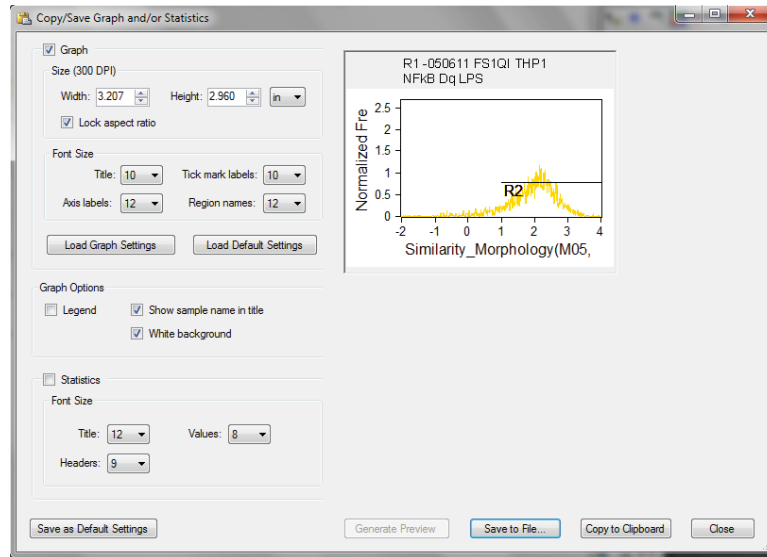 Copy/Save Graph and/or Statistics
Graph
Size (300 DPI)
Width: 3.207 Height: 2.960 in
Lock aspect ratio
Font Size
Title: 10 Tick mark labels: 10
Axis labels: 12 Region names: 12
Load Graph Settings Load Default Settings
Graph Options
Legend Show sample name in title
White background
Statistics
Font Size
Title: 12 Values: 8
Headers: 9
R1-050611 FS1QI THP1
NFkB Dq LPS
Normalized Fre
2.5
2
1.5
1
0.5
0
R2
-2 -1 0 1 2 3 4
Similarity_Morphology(M05,
Save as Default Settings Generate Preview Save to File... Copy to Clipboard Close